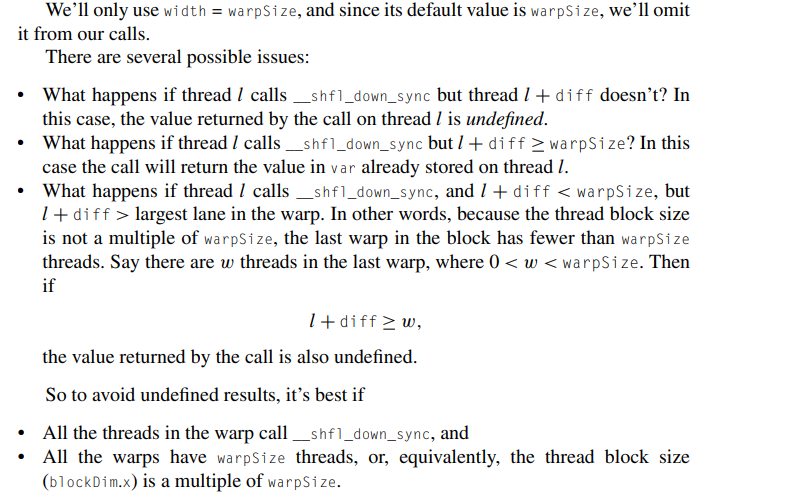 We'll only use width = warpSize, and since its default value is warpSize, we'll omit
it from our calls.
There are several possible issues:
• What happens if thread l calls __shfl_down_sync but thread l + diff doesn't? In
this case, the value returned by the call on thread l is undefined.
• What happens if thread l calls __shfl_down_sync but l + diff ≥ warpSize? In this
case the call will return the value in var already stored on thread l.
• What happens if thread l calls __shfl_down_sync, and l + diff < warpSize, but
l + diff > largest lane in the warp. In other words, because the thread block size
is not a multiple of warpSize, the last warp in the block has fewer than warpSize
threads. Say there are w threads in the last warp, where 0 < w < warpSize. Then
if
l + diff ≥ w,
the value returned by the call is also undefined.
So to avoid undefined results, it's best if
• All the threads in the warp call __shfl_down_sync, and
• All the warps have warpSize threads, or, equivalently, the thread block size
(blockDim.x) is a multiple of warpSize.